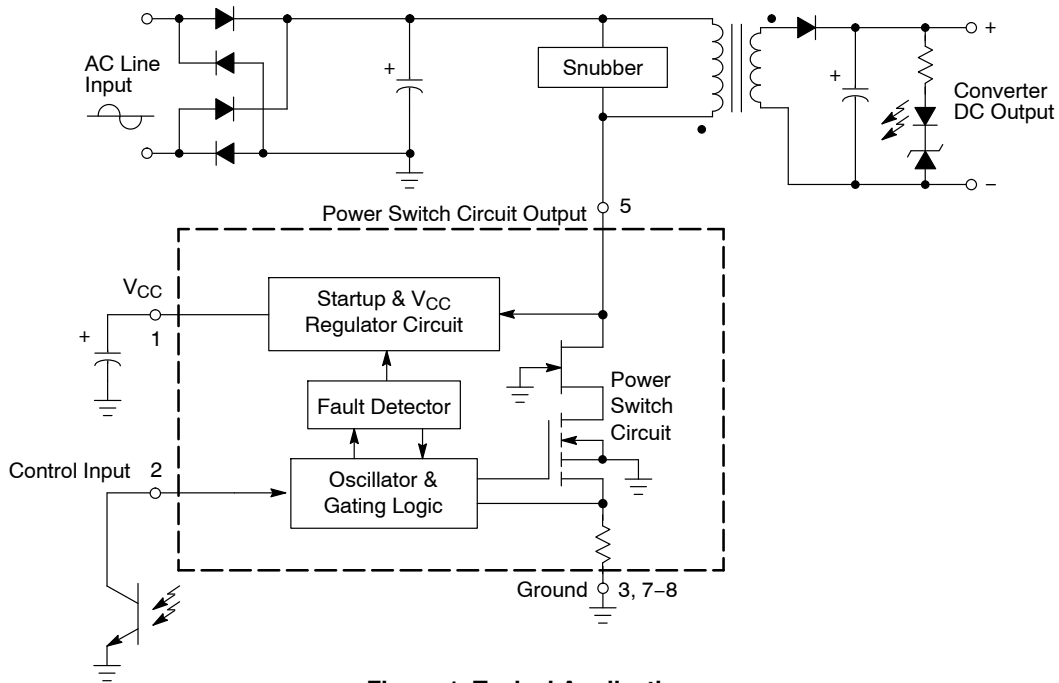 AC Line
Input
+
Snubber
+
+
Converter
DC Output
−
Power Switch Circuit Output
5
VCC
1
+
Startup & VCC
Regulator Circuit
Fault Detector
Power
Switch
Circuit
Control Input
2
Oscillator &
Gating Logic
Ground
3, 7−8